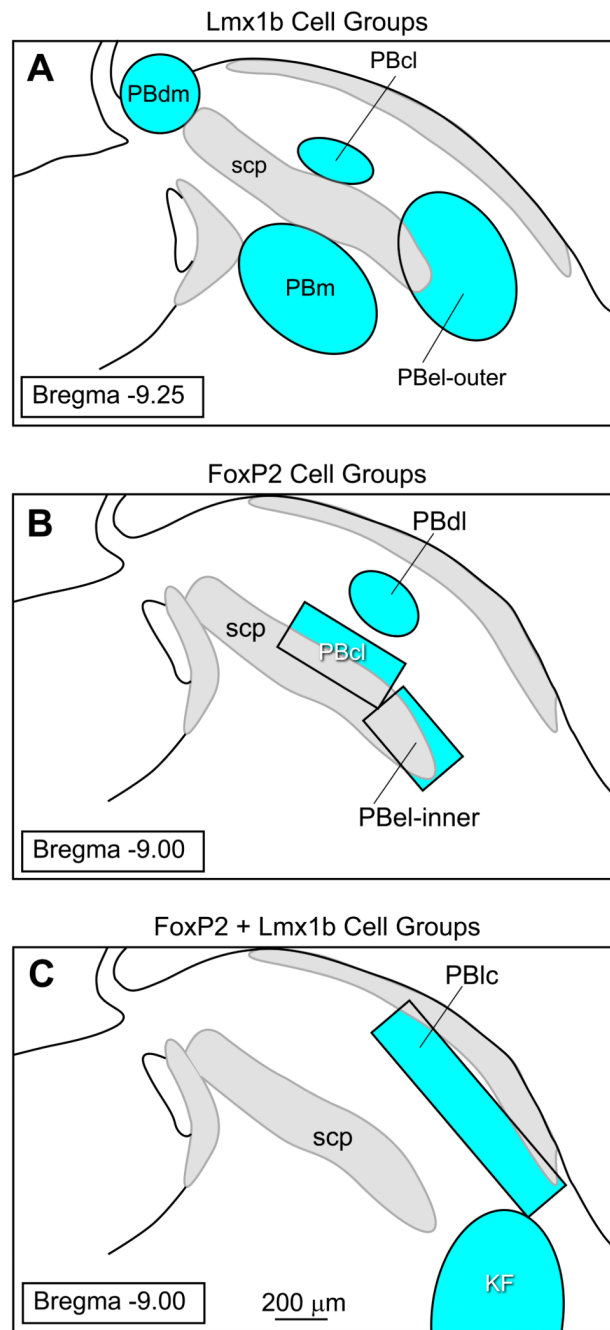 Lmx1b Cell Groups
A
PBdm
PBcl
scp
PBm
PBel-outer
Bregma -9.25
FoxP2 Cell Groups
B
PBdl
scp
PBcl
PBel-inner
Bregma -9.00
FoxP2 + Lmx1b Cell Groups
C
PBlc
scp
KF
Bregma -9.00
200 μm